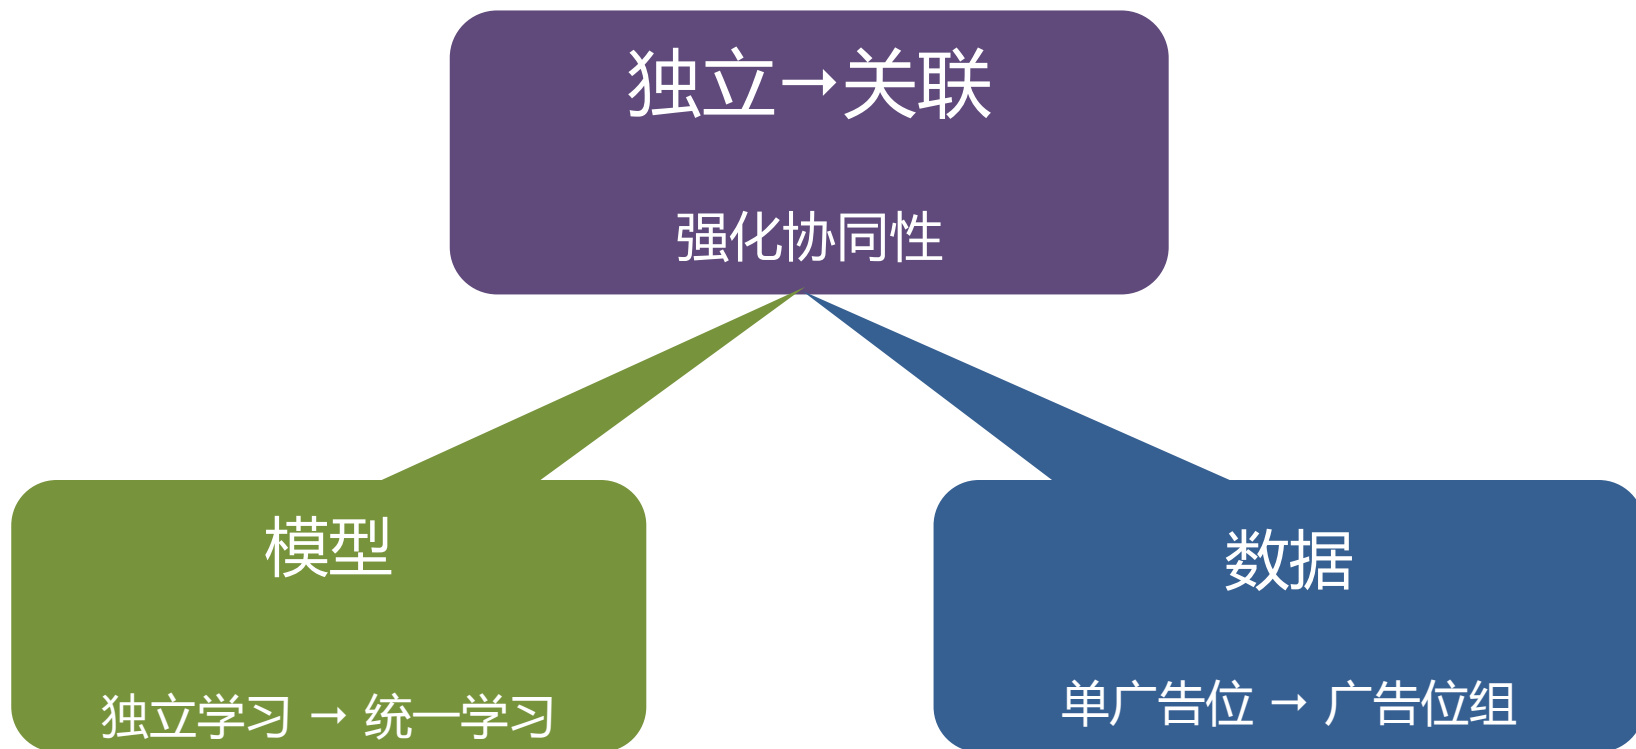 独立→关联
强化协同性
模型
独立学习 → 统一学习
数据
单广告位 → 广告位组